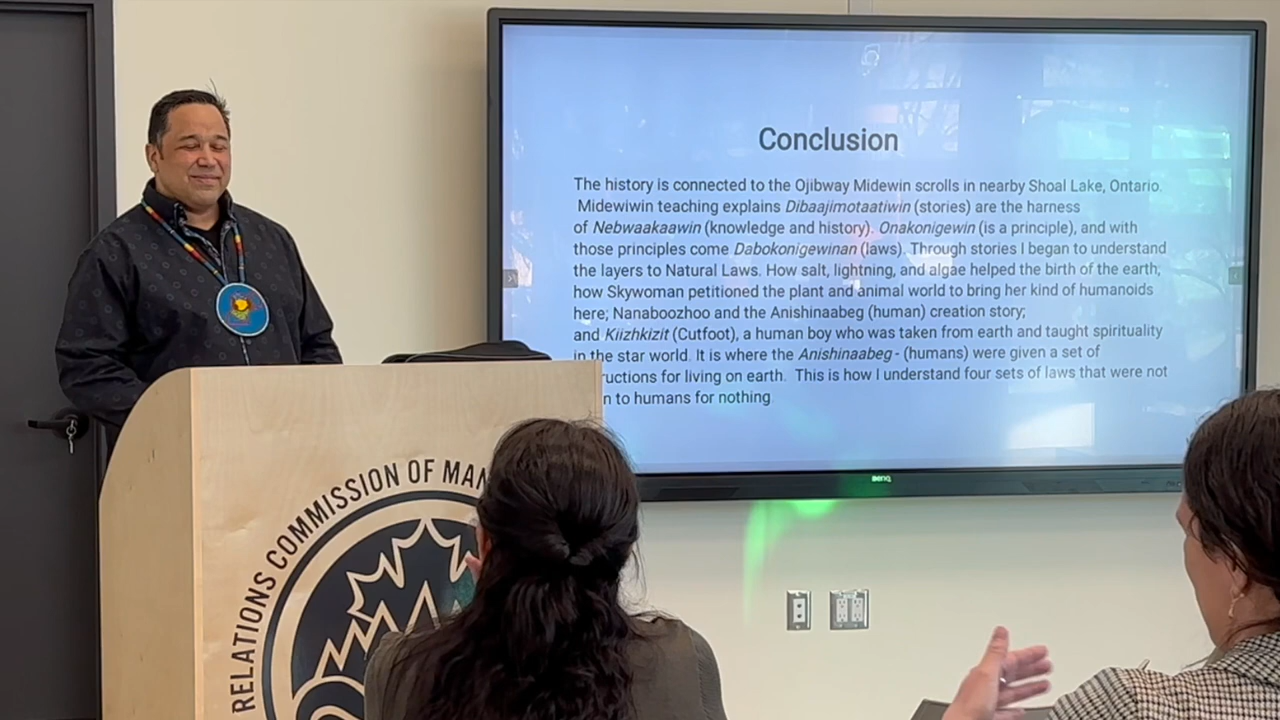 Conclusion
The history is connected to the Ojibway Midewin scrolls in nearby Shoal Lake, Ontario.
Midewiwin teaching explains Dibaajimotaatiwin (stories) are the harness
of Nebwaakaawin (knowledge and history). Onakonigewin (is a principle), and with
those principles come Dabokonigewinan (laws). Through stories I began to understand
the layers to Natural Laws. How salt, lightning, and algae helped the birth of the earth;
how Skywoman petitioned the plant and animal world to bring her kind of humanoids
here; Nanaboozhoo and the Anishinaabeg (human) creation story;
and Kiizhkizit (Cutfoot), a human boy who was taken from earth and taught spirituality
in the star world. It is where the Anishinaabeg - (humans) were given a set of
ructions for living on earth. This is how I understand four sets of laws that were not
n to humans for nothing
BenQ
RELATIONS COMMISSION OF MAN